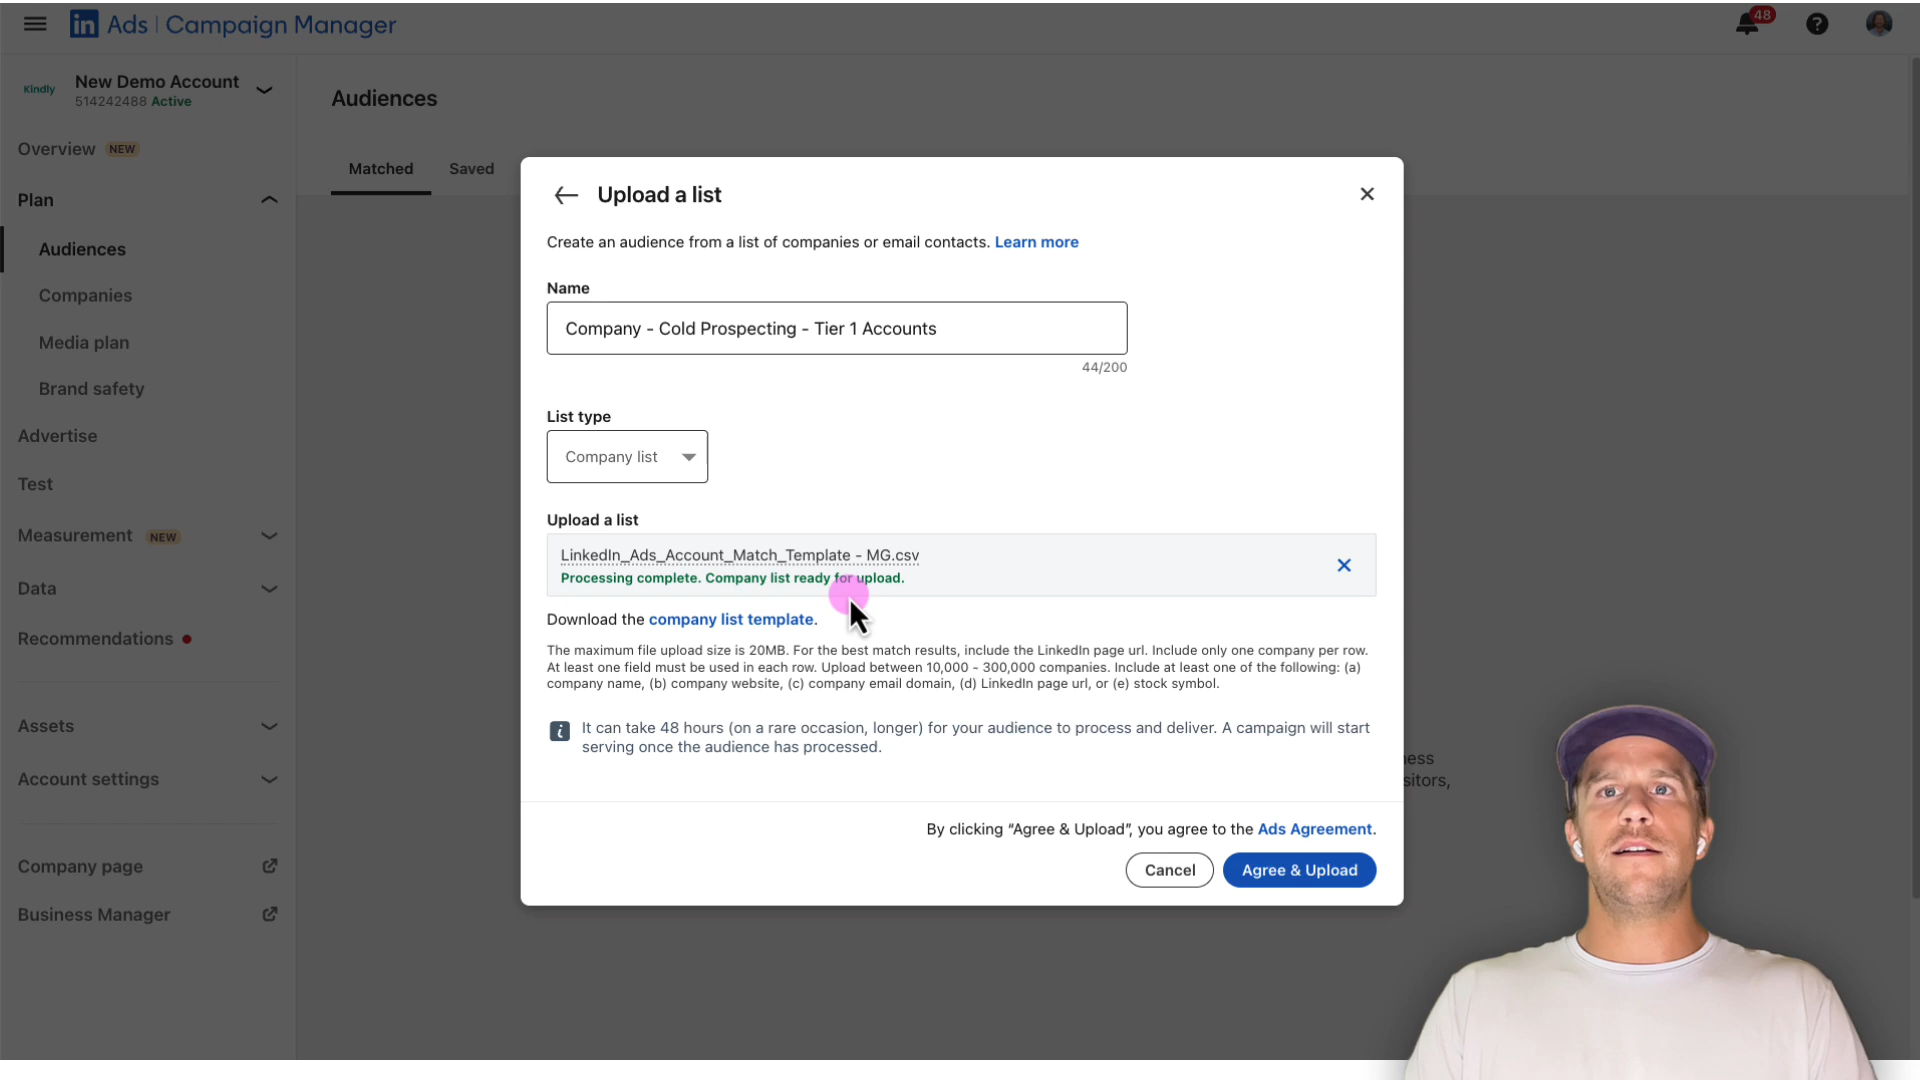 in Ads | Campaign Manager
48
Kindly
New Demo Account
514242488 Active
Overview NEW
Plan
Audiences
Companies
Media plan
Brand safety
Advertise
Test
Measurement NEW
Data
Recommendations
Assets
Account settings
Company page
Business Manager
Audiences
Matched Saved
Upload a list
Create an audience from a list of companies or email contacts. Learn more
Name
Company - Cold Prospecting - Tier 1 Accounts
44/200
List type
Company list
Upload a list
LinkedIn_Ads_Account_Match_Template - MG.csv
Processing complete. Company list ready for upload.
Download the company list template.
The maximum file upload size is 20MB. For the best match results, include the LinkedIn page url. Include only one company per row.
At least one field must be used in each row. Upload between 10,000 - 300,000 companies. Include at least one of the following: (a)
company name, (b) company website, (c) company email domain, (d) LinkedIn page url, or (e) stock symbol.
It can take 48 hours (on a rare occasion, longer) for your audience to process and deliver. A campaign will start
serving once the audience has processed.
By clicking “Agree & Upload”, you agree to the Ads Agreement.
Cancel
Agree & Upload